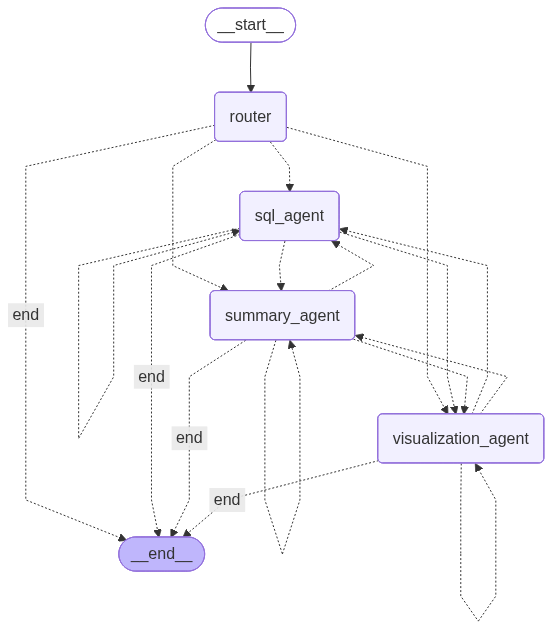 __start__
router
sql_agent
summary_agent
end
end
end
visualization_agent
end
__end__